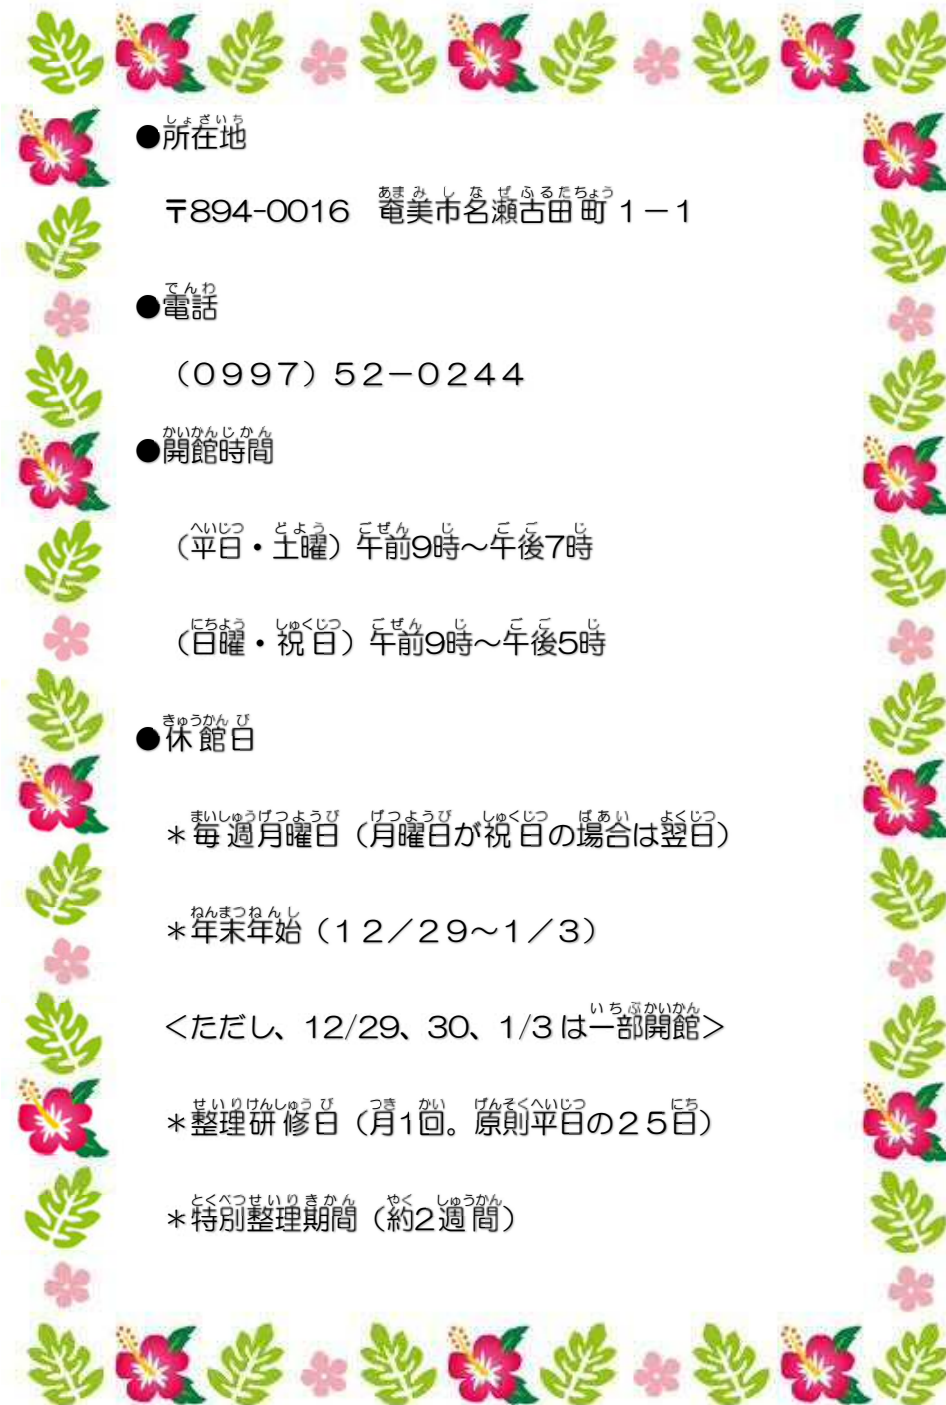 ●所在地
〒894-0016 奄美市名瀬古田町１－１
●電話
（０９９７）５２－０２４４
●開館時間
（平日・土曜）午前9時～午後7時
（日曜・祝日）午前9時～午後5時
●休館日
＊毎週月曜日（月曜日が祝日の場合は翌日）
＊年末年始（１２／２９～１／３）
＜ただし、12/29、30、1/3は一部開館＞
＊整理研修日（月1回。原則平日の２５日）
＊特別整理期間（約2週間）